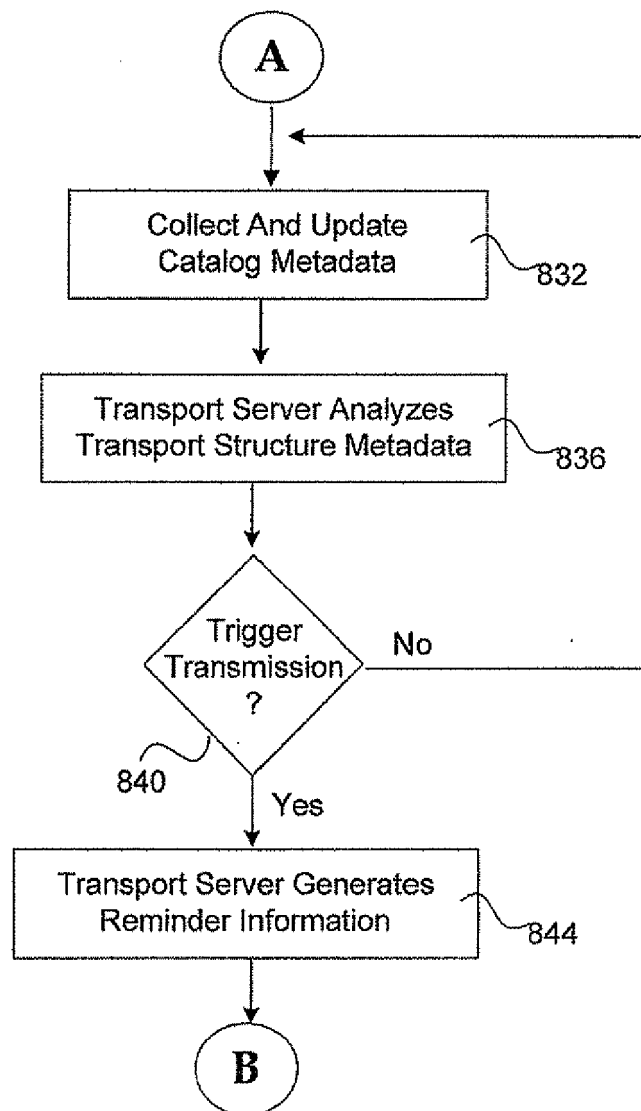 A
Collect And Update
Catalog Metadata
832
Transport Server Analyzes
Transport Structure Metadata
836
Trigger
Transmission
?
No
840
Yes
Transport Server Generates
Reminder Information
844
B